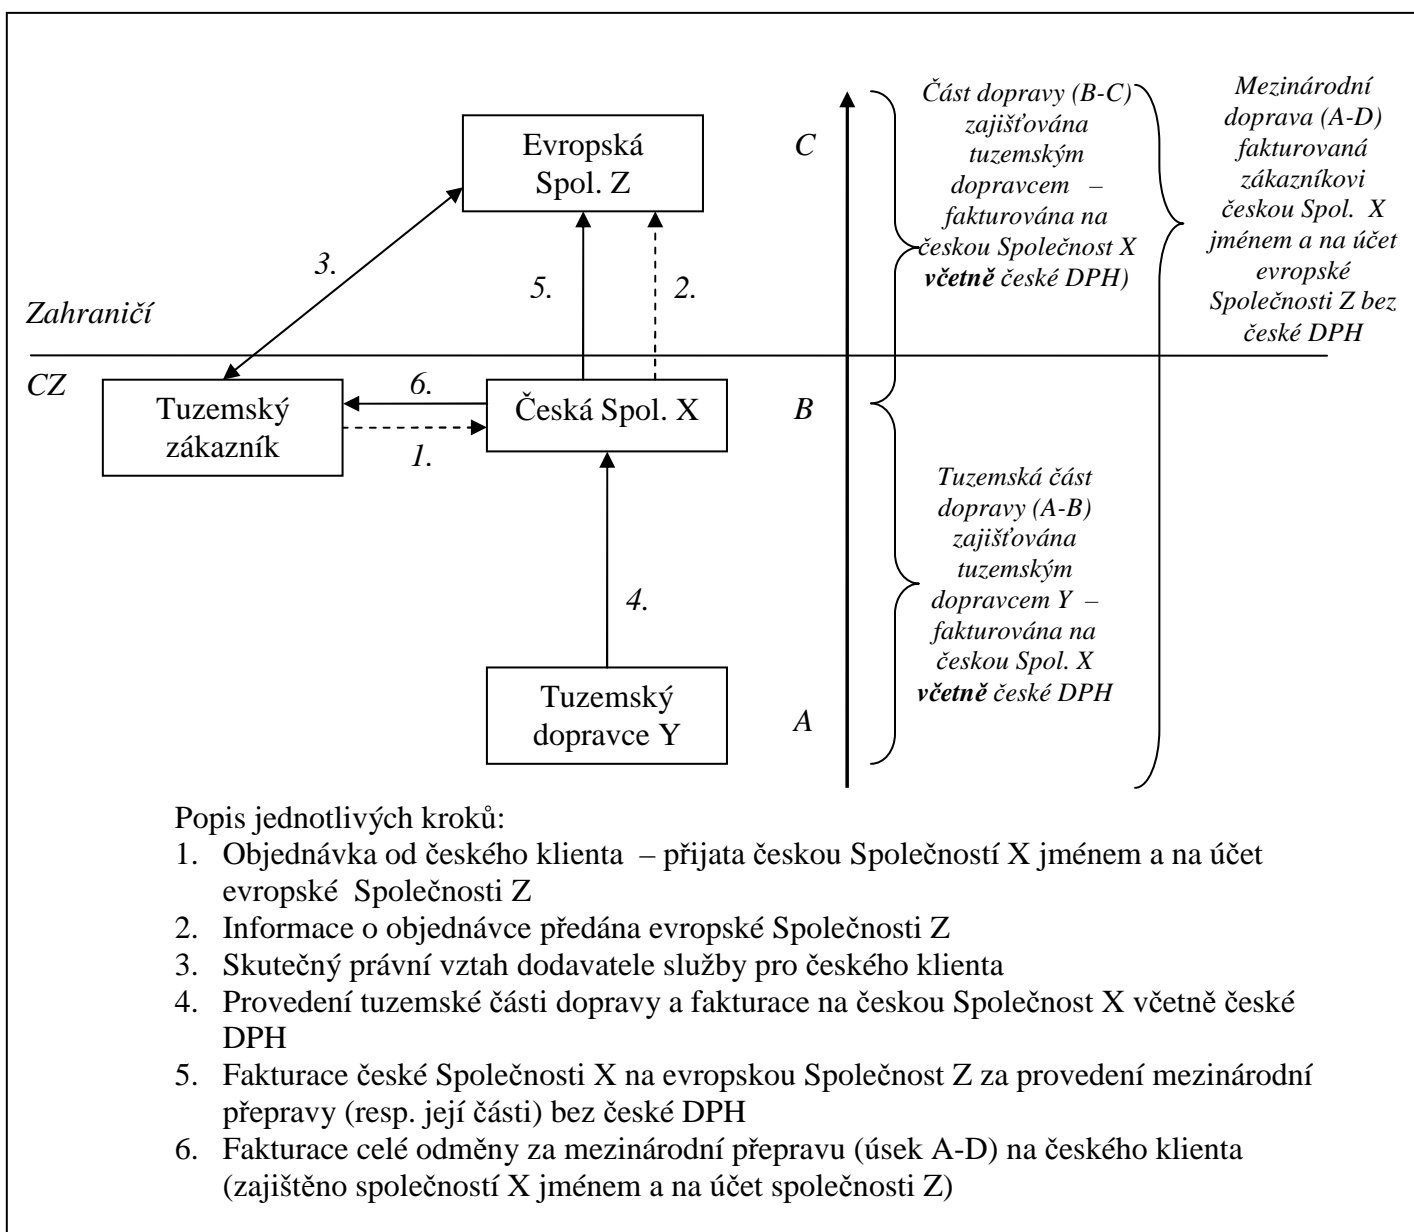 Evropská
Spol. Z
C
Část dopravy (B-C)
zajišťována
tuzemským
dopravcem –
fakturována na
českou Společnost X
včetně české DPH)
Mezinárodní
doprava (A-D)
fakturovaná
zákazníkovi
českou Spol. X
jménem a na účet
evropské
Společnosti Z bez
české DPH
3.
5.
2.
Zahraničí
CZ
Tuzemský
zákazník
6.
1.
Česká Spol. X
B
Tuzemská část
dopravy (A-B)
zajišťována
tuzemským
dopravcem Y –
fakturována na
českou Spol. X
včetně české DPH
4.
Tuzemský
dopravce Y
A
Popis jednotlivých kroků:
1. Objednávka od českého klienta – přijata českou Společností X jménem a na účet
evropské Společnosti Z
2. Informace o objednávce předána evropské Společnosti Z
3. Skutečný právní vztah dodavatele služby pro českého klienta
4. Provedení tuzemské části dopravy a fakturace na českou Společnost X včetně české
DPH
5. Fakturace české Společnosti X na evropskou Společnost Z za provedení mezinárodní
přepravy (resp. její části) bez české DPH
6. Fakturace celé odměny za mezinárodní přepravu (úsek A-D) na českého klienta
(zajištěno společností X jménem a na účet společnosti Z)